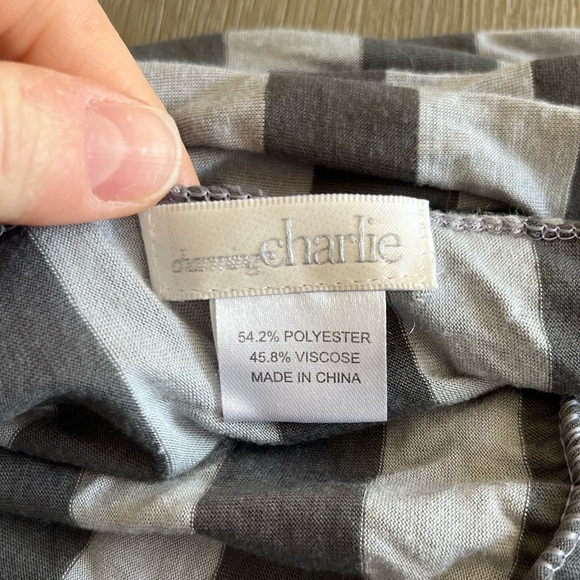 charming charlie
54.2% POLYESTER
45.8% VISCOSE
MADE IN CHINA